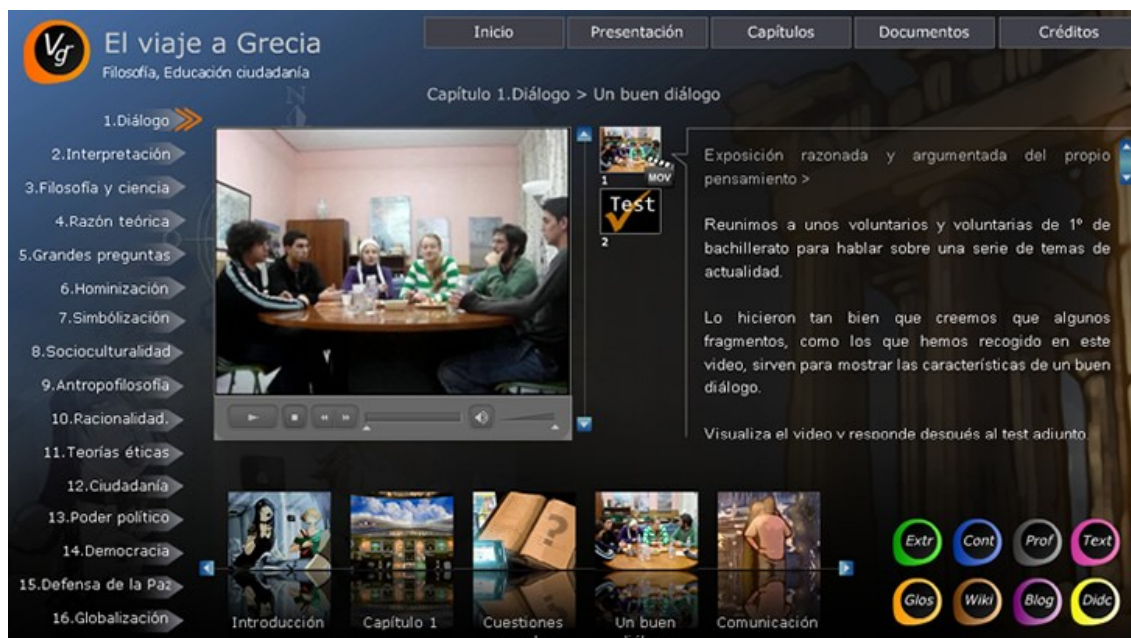 Vgr
El viaje a Grecia
Filosofía, Educación ciudadanía
Inicio
Presentación
Capítulos
Documentos
Créditos
Capítulo 1.Diálogo > Un buen diálogo
1.Diálogo
2.Interpretación
3.Filosofía y ciencia
4.Razón teórica
5.Grandes preguntas
6.Hominización
7.Simbólización
8.Socioculturalidad
9.Antropofilosofía
10.Racionalidad.
11.Teorías éticas
12.Ciudadanía
13.Poder político
14.Democracia
15.Defensa de la Paz
16.Globalización
1
MOV
Test
2
Exposición razonada y argumentada del propio
pensamiento >
Reunimos a unos voluntarios y voluntarias de 1º de
bachillerato para hablar sobre una serie de temas de
actualidad.
Lo hicieron tan bien que creemos que algunos
fragmentos, como los que hemos recogido en este
video, sirven para mostrar las características de un buen
diálogo.
Visualiza el video y responde después al test adjunto.
Introducción
Capítulo 1
Cuestiones
Un buen
Comunicación
Extr
Cont
Prof
Text
Glos
Wiki
Blog
Didc